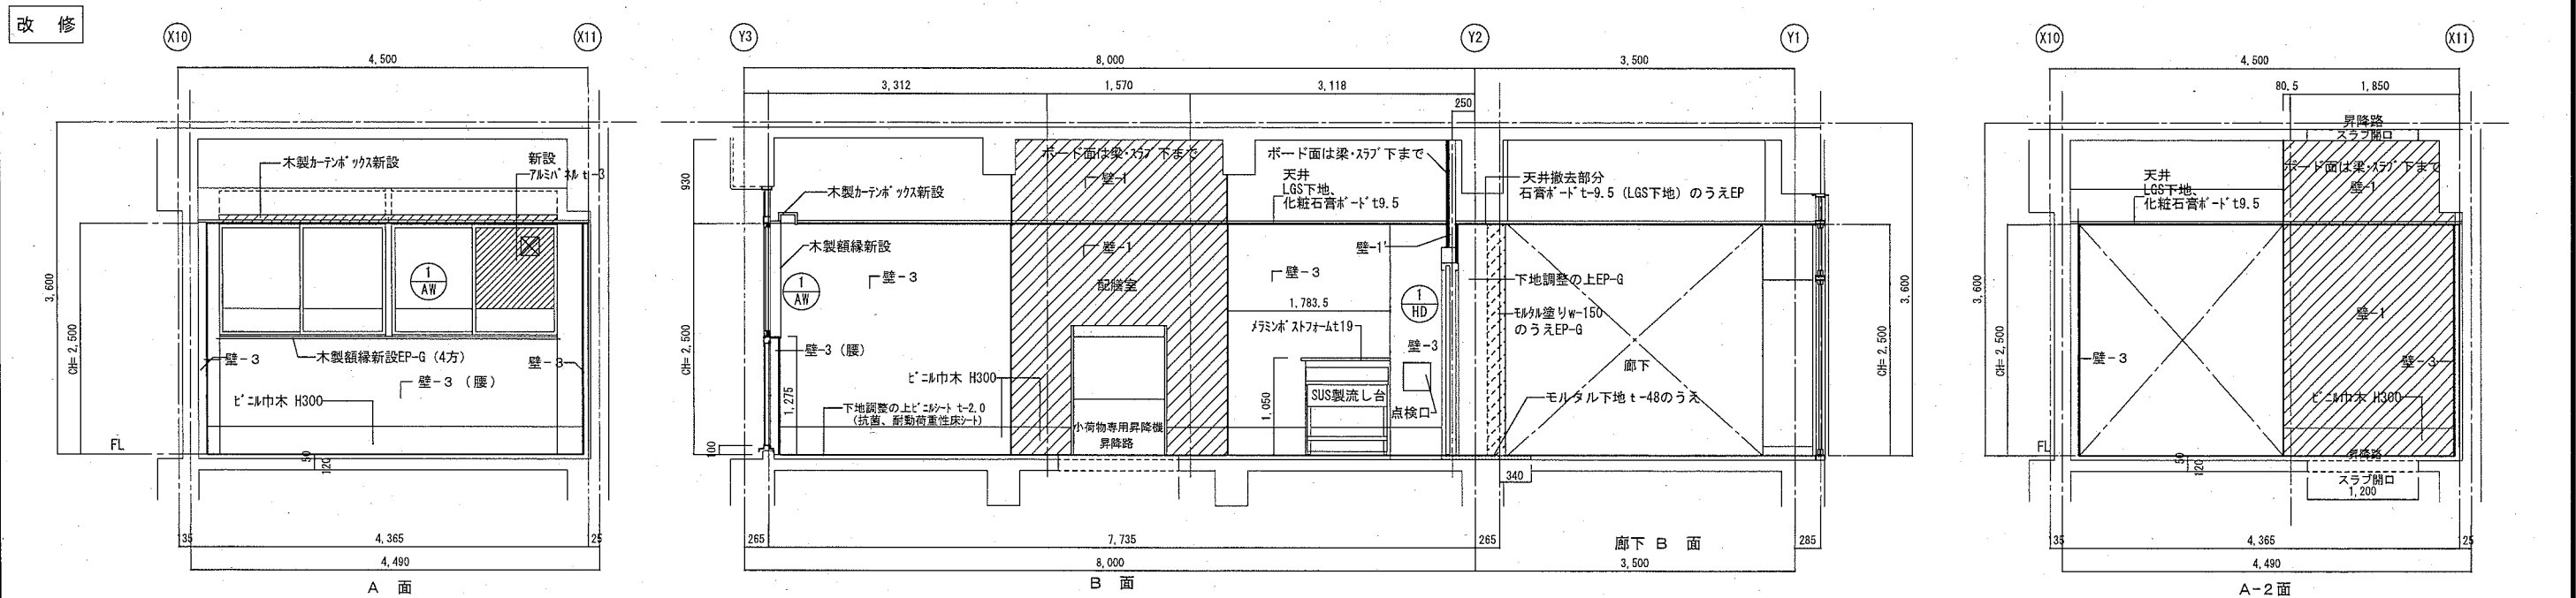 改 修
X10
X11
4,500
3,600
CH=2,500
木製カーテンボックス新設
新設
アルミパネル t-3
1
AW
壁-3
木製額縁新設EP-G (4方)
壁-3
壁-3 (腰)
ビニル巾木 H300
FL
50
120
135
4,365
25
4,490
A 面
Y3
Y2
Y1
8,000
3,500
3,312
1,570
3,118
250
930
CH=2,500
ボード面は梁・スラブ下まで
壁-1
木製カーテンボックス新設
ボード面は梁・スラブ下まで
天井
LGS下地、
化粧石膏ボードt9.5
天井撤去部分
石膏ボードt-9.5 (LGS下地) のうえEP
木製額縁新設
1
AW
壁-3
壁-1
配膳室
壁-3
壁-1'
1,783.5
1
HD
下地調整の上EP-G
モルタル塗りw-150
のうえEP-G
メラミンポストフォームt19
壁-3 (腰)
壁-3
廊下
ビニル巾木 H300
1,275
1,050
SUS製流し台
点検口
モルタル下地 t-48のうえ
下地調整の上ビニルシート t-2.0
(抗菌、耐動荷重性床シート)
小荷物専用昇降機
昇降路
100
340
CH=2,500
3,600
265
7,735
265
廊下 B 面
285
8,000
3,500
B 面
X10
X11
4,500
80.5
1,850
昇降路
スラブ開口
ボード面は梁・スラブ下まで
壁-1
天井
LGS下地、
化粧石膏ボードt9.5
3,600
CH=2,500
壁-1
壁-3
壁-3
ビニル巾木 H300
FL
50
120
昇降路
スラブ開口
1,200
135
4,365
25
4,490
A-2面